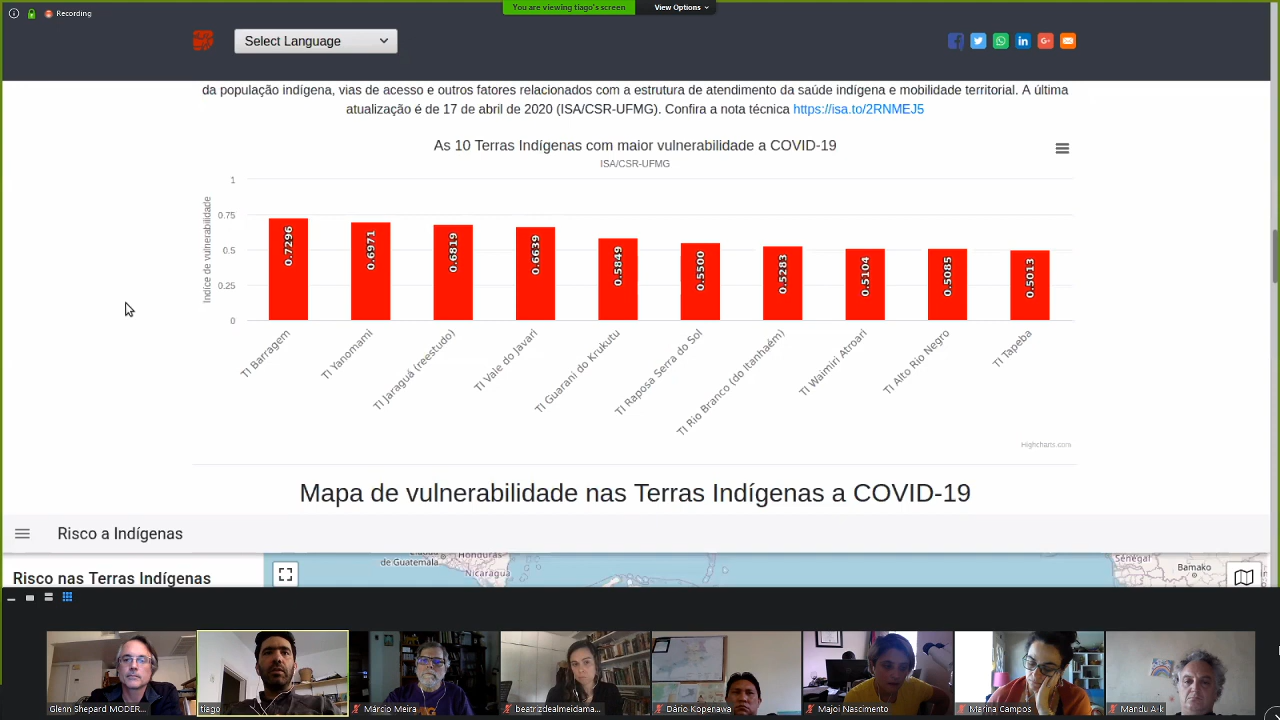 Recording
You are viewing tiago's screen
View Options
Select Language
da população indígena, vias de acesso e outros fatores relacionados com a estrutura de atendimento da saúde indígena e mobilidade territorial. A última
atualização é de 17 de abril de 2020 (ISA/CSR-UFMG). Confira a nota técnica https://isa.to/2RNMEJ5
As 10 Terras Indígenas com maior vulnerabilidade a COVID-19
ISA/CSR-UFMG
Indíce de vulnerabilidade
1
0.75
0.5
0.25
0
0.7296
0.6971
0.6819
0.6639
0.5849
0.5500
0.5283
0.5104
0.5085
0.5013
TI Barragem
TI Yanomami
TI Jaraguá (reestudo)
TI Vale do Javari
TI Guarani do Krukutu
TI Raposa Serra do Sol
TI Rio Branco (do Itanhaém)
TI Waimiri Atroari
TI Alto Rio Negro
TI Tapeba
Highcharts.com
Mapa de vulnerabilidade nas Terras Indígenas a COVID-19
Risco a Indígenas
Risco nas Terras Indígenas
de Guatemala
Honduras
Nicarágua
Sénégal
Bamako
Glenn Shepard MODER...
tiago
Márcio Meira
beatrizdealmeidama...
Dário Kopenawa
Majoi Nascimento
Marina Campos
Mandu A-k